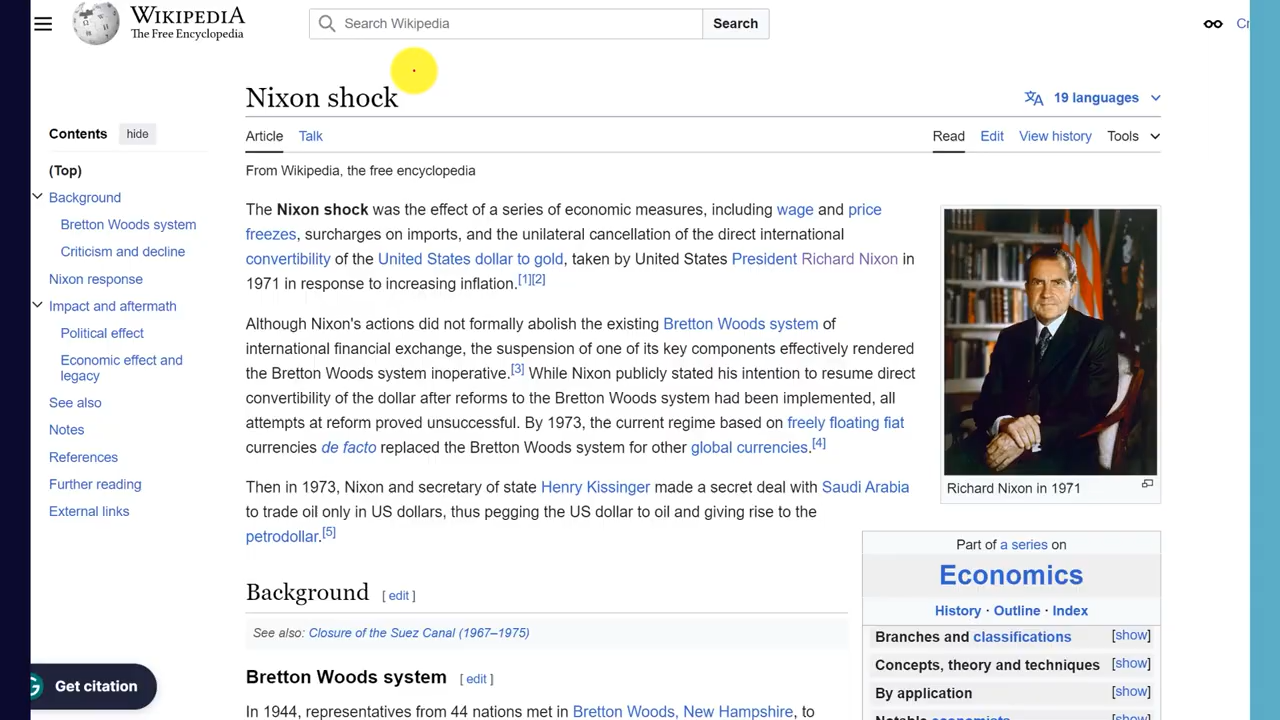 WIKIPEDIA
The Free Encyclopedia
Search Wikipedia
Search
Nixon shock
19 languages
Contents hide
Article Talk
Read Edit View history Tools
(Top)
Background
Bretton Woods system
Criticism and decline
Nixon response
Impact and aftermath
Political effect
Economic effect and
legacy
See also
Notes
References
Further reading
External links
Get citation
From Wikipedia, the free encyclopedia
The Nixon shock was the effect of a series of economic measures, including wage and price
freezes, surcharges on imports, and the unilateral cancellation of the direct international
convertibility of the United States dollar to gold, taken by United States President Richard Nixon in
1971 in response to increasing inflation.[1][2]
Although Nixon's actions did not formally abolish the existing Bretton Woods system of
international financial exchange, the suspension of one of its key components effectively rendered
the Bretton Woods system inoperative.[3] While Nixon publicly stated his intention to resume direct
convertibility of the dollar after reforms to the Bretton Woods system had been implemented, all
attempts at reform proved unsuccessful. By 1973, the current regime based on freely floating fiat
currencies de facto replaced the Bretton Woods system for other global currencies.[4]
Then in 1973, Nixon and secretary of state Henry Kissinger made a secret deal with Saudi Arabia
to trade oil only in US dollars, thus pegging the US dollar to oil and giving rise to the
petrodollar.[5]
Background [ edit ]
See also: Closure of the Suez Canal (1967–1975)
Bretton Woods system [ edit ]
In 1944, representatives from 44 nations met in Bretton Woods, New Hampshire, to
Richard Nixon in 1971
Part of a series on
Economics
History · Outline · Index
Branches and classifications [show]
Concepts, theory and techniques [show]
By application [show]
Notable economists [show]